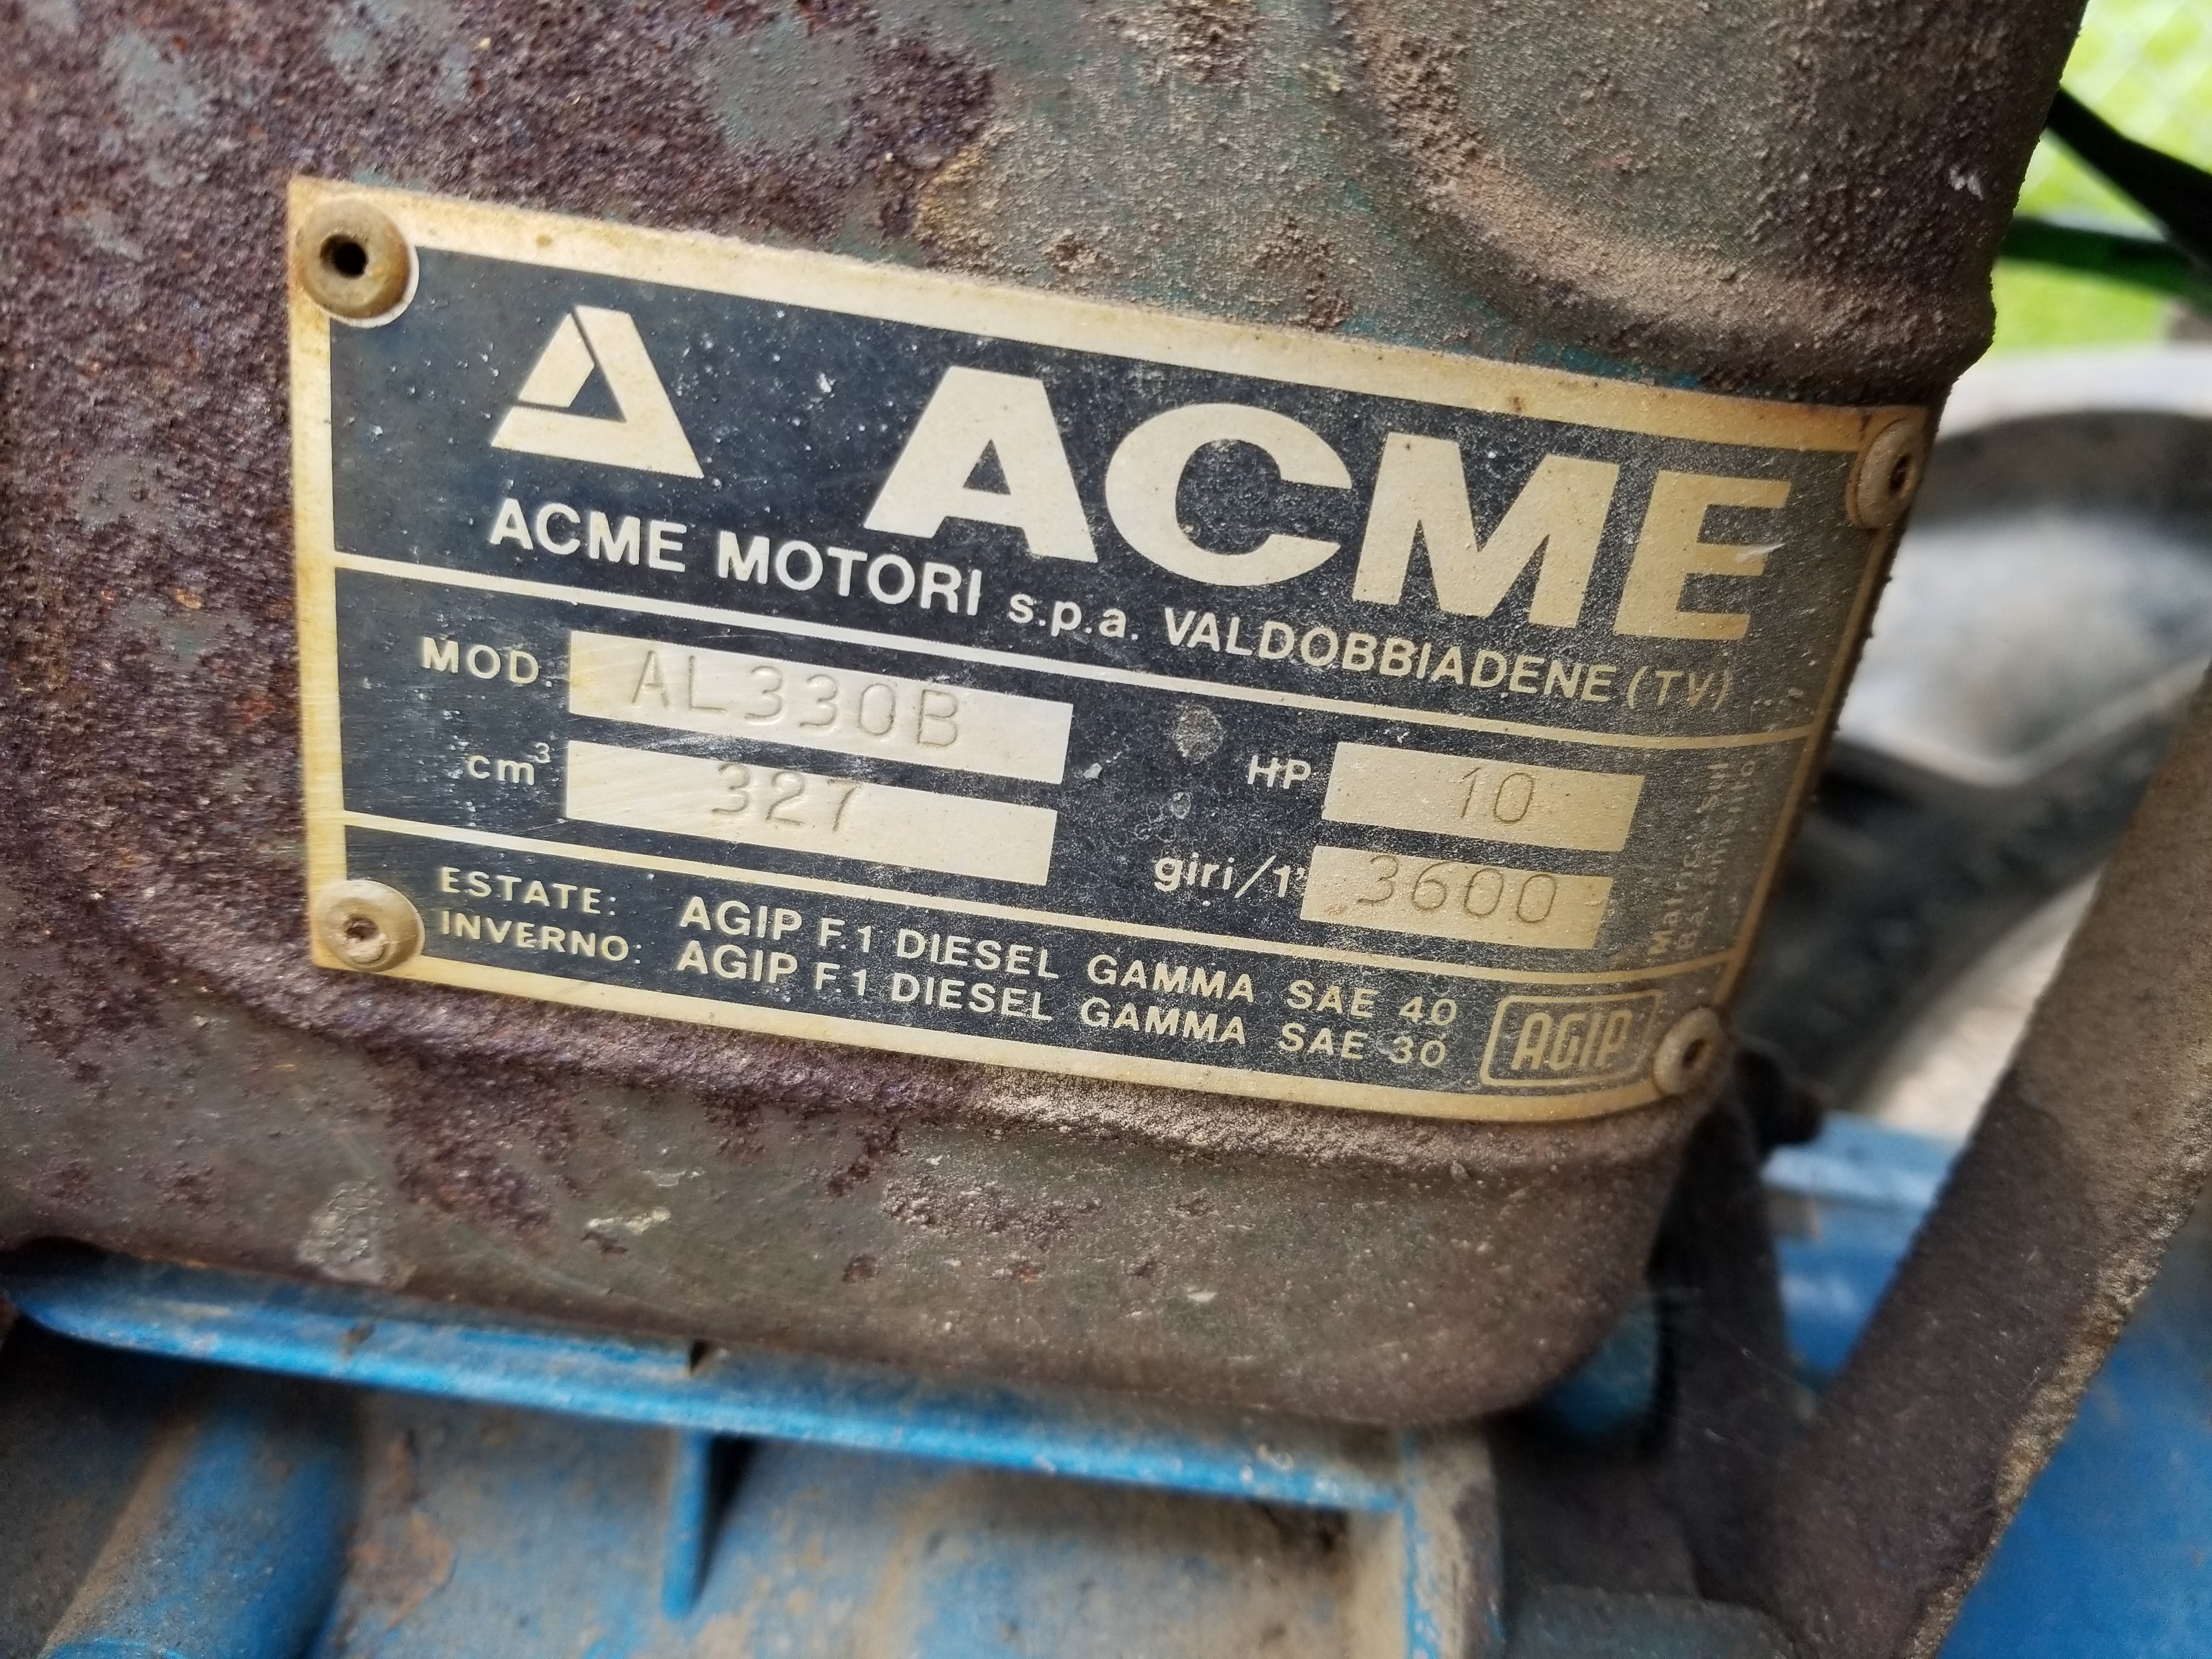 ACME
ACME MOTORI s.p.a. VALDOBBIADENE (TV)
MOD. AL330B
HP 10
cm³ 327
giri/1' 3600
ESTATE: AGIP F.1 DIESEL GAMMA SAE 40
INVERNO: AGIP F.1 DIESEL GAMMA SAE 30
AGIP